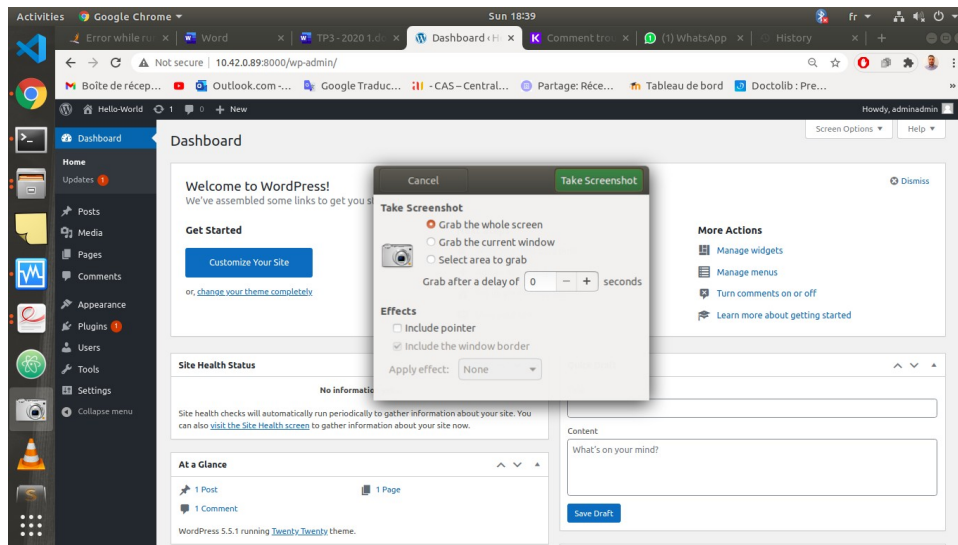 Activities Google Chrome Sun 18:39 fr
Error while ru Word TP3-2020 1.do Dashboard ‹ H K Comment trou (1) WhatsApp History
Not secure | 10.42.0.89:8000/wp-admin/
Boîte de récep... Outlook.com -... Google Traduc... - CAS – Central... Partage: Réce... Tableau de bord Doctolib : Pre... »
Hello-World 1 0 + New Howdy, adminadmin
Screen Options Help
Dashboard
Home
Updates 1
Posts
Media
Pages
Comments
Appearance
Plugins 1
Users
Tools
Settings
Collapse menu
Dashboard
Welcome to WordPress!
We've assembled some links to get you st
Dismiss
Get Started
Customize Your Site
or, change your theme completely
More Actions
Manage widgets
Manage menus
Turn comments on or off
Learn more about getting started
Cancel Take Screenshot
Take Screenshot
Grab the whole screen
Grab the current window
Select area to grab
Grab after a delay of 0 − + seconds
Effects
Include pointer
Include the window border
Apply effect: None
Site Health Status
No informatio
Site health checks will automatically run periodically to gather information about your site. You
can also visit the Site Health screen to gather information about your site now.
At a Glance
1 Post 1 Page
1 Comment
WordPress 5.5.1 running Twenty Twenty theme.
Content
What's on your mind?
Save Draft